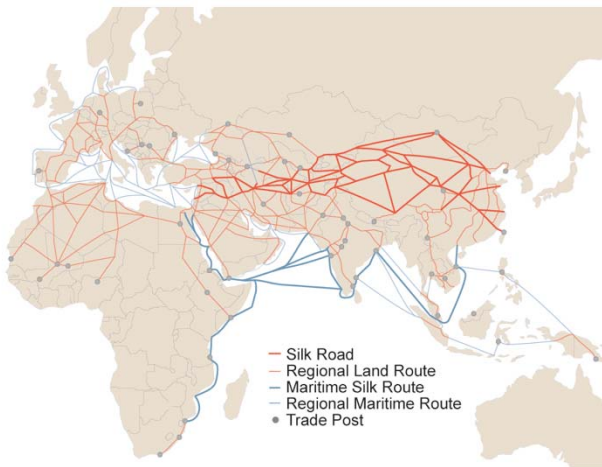 Silk Road
Regional Land Route
Maritime Silk Route
Regional Maritime Route
Trade Post